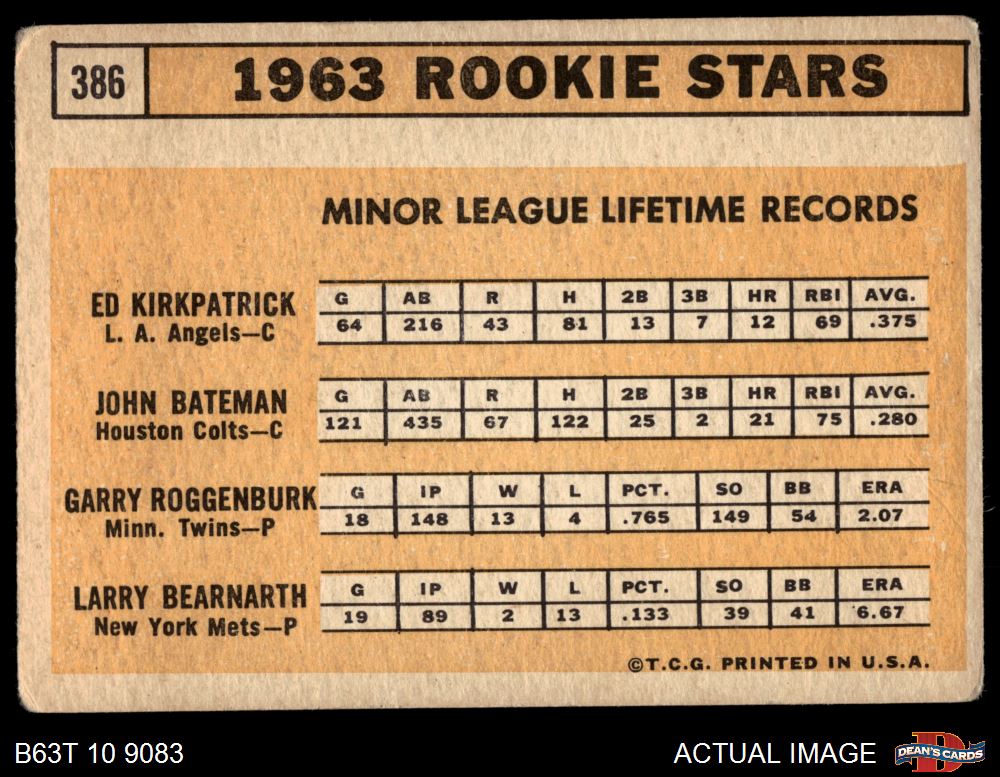 386 1963 ROOKIE STARS
MINOR LEAGUE LIFETIME RECORDS
ED KIRKPATRICK
L. A. Angels—C
G AB R H 2B 3B HR RBI AVG.
64 216 43 81 13 7 12 69 .375
JOHN BATEMAN
Houston Colts—C
G AB R H 2B 3B HR RBI AVG.
121 435 67 122 25 2 21 75 .280
GARRY ROGGENBURK
Minn. Twins—P
G IP W L PCT. SO BB ERA
18 148 13 4 .765 149 54 2.07
LARRY BEARNARTH
New York Mets—P
G IP W L PCT. SO BB ERA
19 89 2 13 .133 39 41 6.67
©T.C.G. PRINTED IN U.S.A.
B63T 10 9083
ACTUAL IMAGE
DEAN'S CARDS